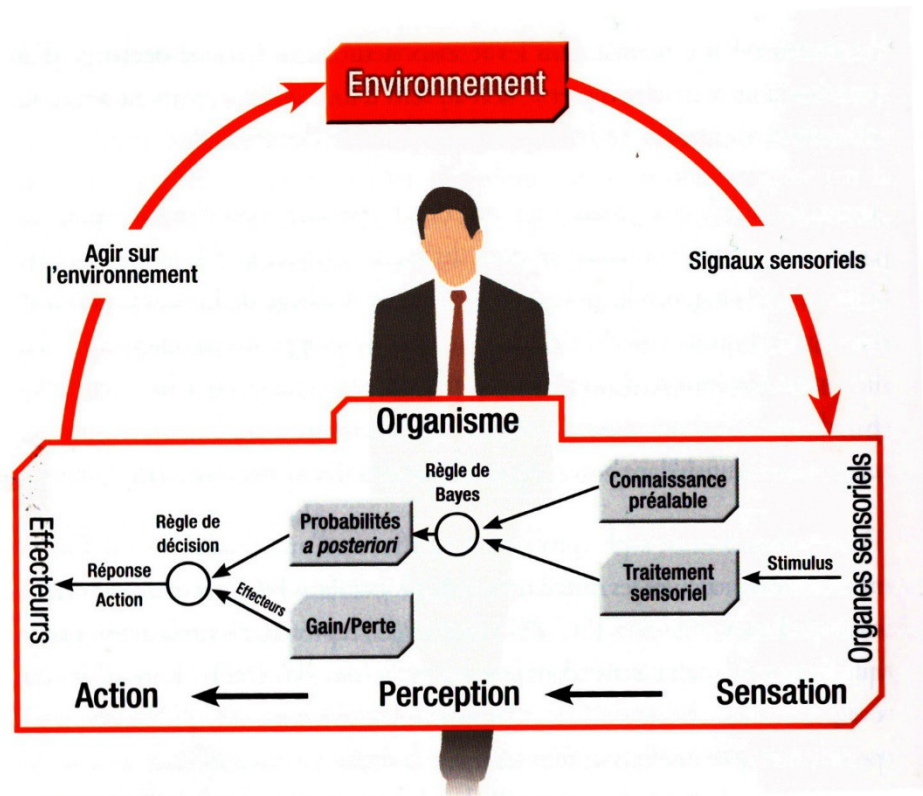 Environnement
Agir sur
l'environnement
Signaux sensoriels
Organisme
Effecteurrs
Règle de
décision
Réponse
Action
Probabilités
a posteriori
Effecteurs
Gain/Perte
Règle de
Bayes
Connaissance
préalable
Traitement
sensoriel
Stimulus
Organes sensoriels
Action
Perception
Sensation